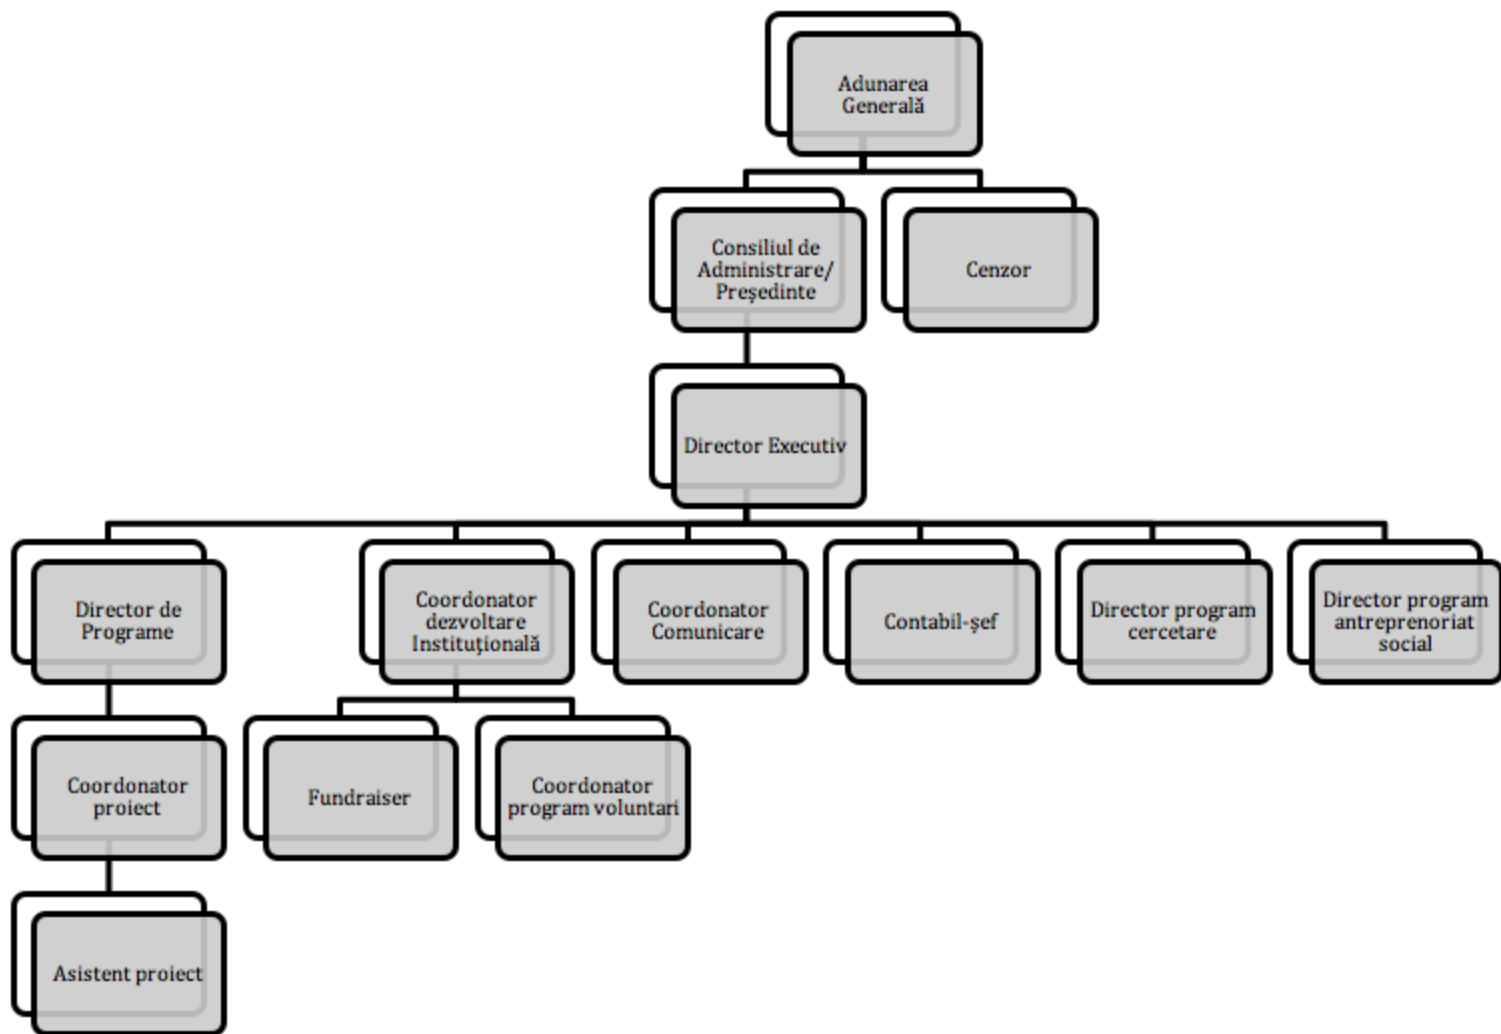 Adunarea
Generală
Consiliul de
Administrare/
Președinte
Cenzor
Director Executiv
Director de
Programe
Coordonator
dezvoltare
Instituțională
Coordonator
Comunicare
Contabil-șef
Director program
cercetare
Director program
antreprenoriat
social
Coordonator
proiect
Fundraiser
Coordonator
program voluntari
Asistent proiect